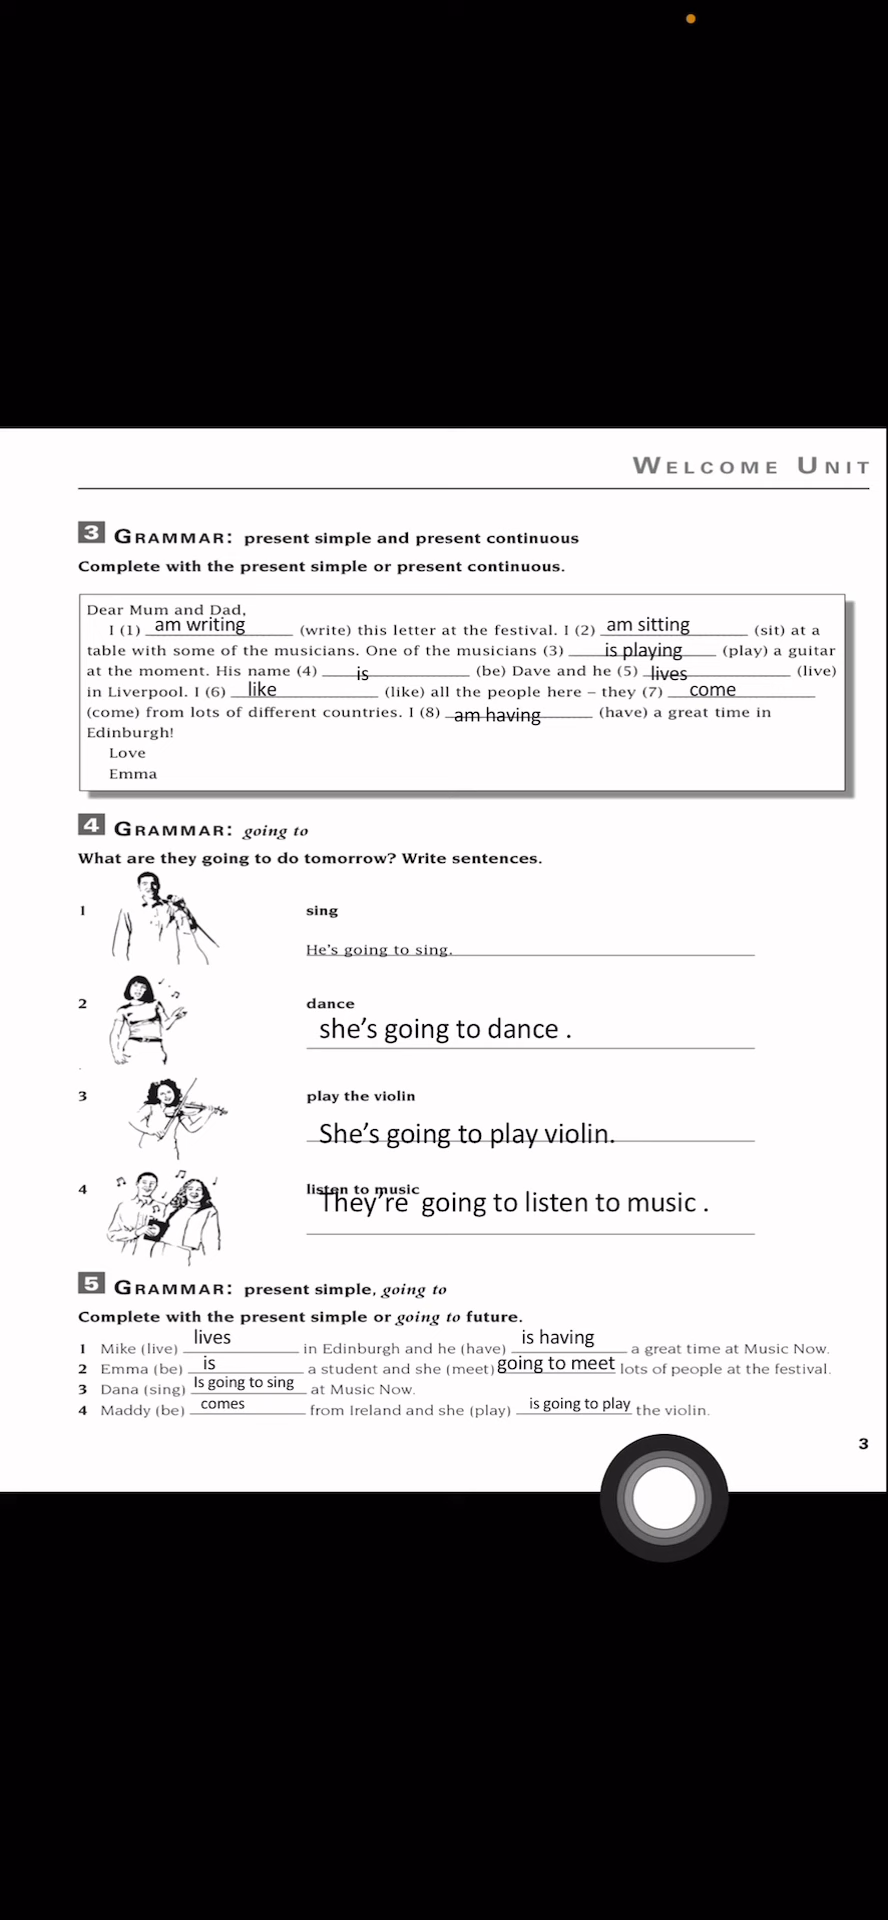 WELCOME UNIT
3 GRAMMAR: present simple and present continuous
Complete with the present simple or present continuous.
Dear Mum and Dad,
I (1) am writing (write) this letter at the festival. I (2) am sitting (sit) at a
table with some of the musicians. One of the musicians (3) is playing (play) a guitar
at the moment. His name (4) is (be) Dave and he (5) lives (live)
in Liverpool. I (6) like (like) all the people here – they (7) come
(come) from lots of different countries. I (8) am having (have) a great time in
Edinburgh!
Love
Emma
4 GRAMMAR: going to
What are they going to do tomorrow? Write sentences.
1 sing
He's going to sing.
2 dance
she's going to dance .
3 play the violin
She's going to play violin.
4 listen to music
They're going to listen to music .
5 GRAMMAR: present simple, going to
Complete with the present simple or going to future.
1 Mike (live) lives in Edinburgh and he (have) is having a great time at Music Now.
2 Emma (be) is a student and she (meet) going to meet lots of people at the festival.
3 Dana (sing) Is going to sing at Music Now.
4 Maddy (be) comes from Ireland and she (play) is going to play the violin.
3